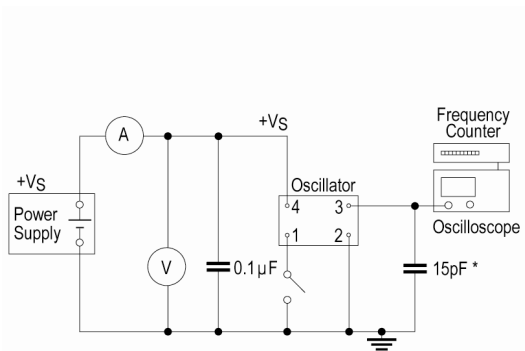 Frequency
Counter
A
+VS
+VS
Oscillator
4 3
Power
Supply
1 2
Oscilloscope
V
0.1µF
15pF *